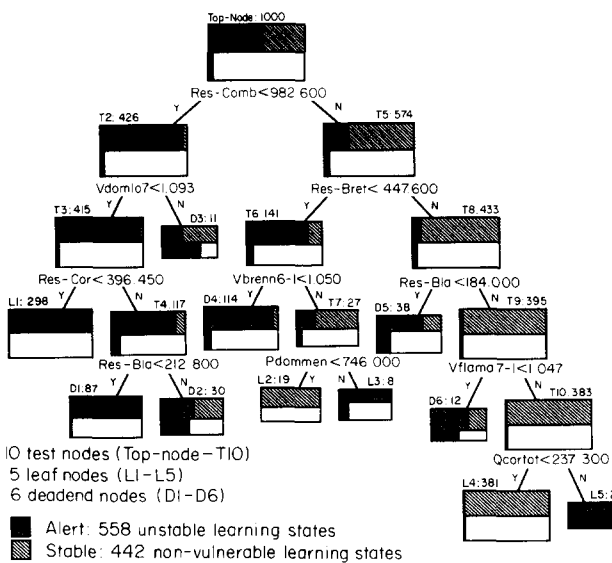 Top-Node: 1000
Res-Comb<982 600
Y N
T2: 426 T5: 574
Vdomlo7<1.093 Res-Bret< 447600
Y N Y N
T3: 415 D3: 11 T6 141 T8: 433
Res-Cor< 396.450 Vbrenn6-1<1.050 Res-Bla<184.000
Y N Y N Y N
L1: 298 T4: 117 D4: 114 T7: 27 D5: 38 T9: 395
Res-Bla<212 800 Pdommen<746 000 Vflama7-1<1 047
Y N Y N Y N
D1: 87 D2: 30 L2: 19 L3: 8 D6: 12 T10: 383
Qcortot<237 300
Y N
L4: 381 L5:
10 test nodes (Top-node-T10)
5 leaf nodes (L1-L5)
6 deadend nodes (D1-D6)
Alert: 558 unstable learning states
Stable: 442 non-vulnerable learning states